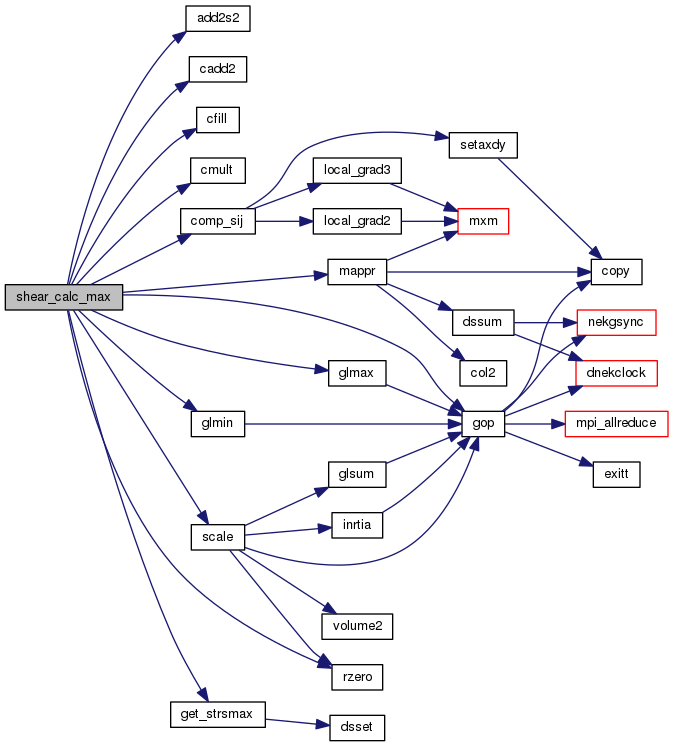 add2s2
cadd2
cfill
cmult
setaxdy
local_grad3
comp_sij
local_grad2
mxm
mappr
copy
shear_calc_max
dssum
nekgsync
glmax
col2
dnekclock
glmin
gop
mpi_allreduce
glsum
exitt
scale
inrtia
volume2
rzero
get_strsmax
dsset